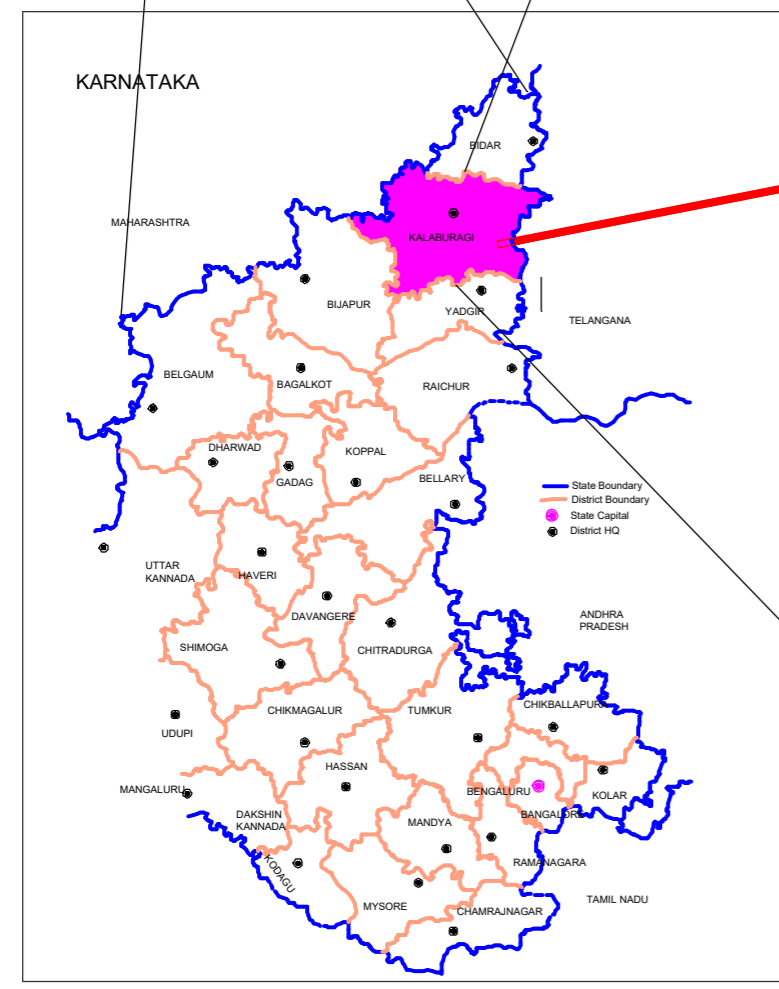 KARNATAKA
BIDAR
MAHARASHTRA
KALABURAGI
BIJAPUR
YADGIR
TELANGANA
BELGAUM
BAGALKOT
RAICHUR
DHARWAD
KOPPAL
GADAG
BELLARY
State Boundary
District Boundary
State Capital
District HQ
UTTAR
KANNADA
HAVERI
DAVANGERE
ANDHRA
PRADESH
SHIMOGA
CHITRADURGA
CHIKMAGALUR
TUMKUR
CHIKBALLAPURA
UDUPI
HASSAN
MANGALURU
BENGALURU
KOLAR
DAKSHIN
KANNADA
MANDYA
BANGALORE
RAMANAGARA
KODAGU
MYSORE
CHAMRAJNAGAR
TAMIL NADU